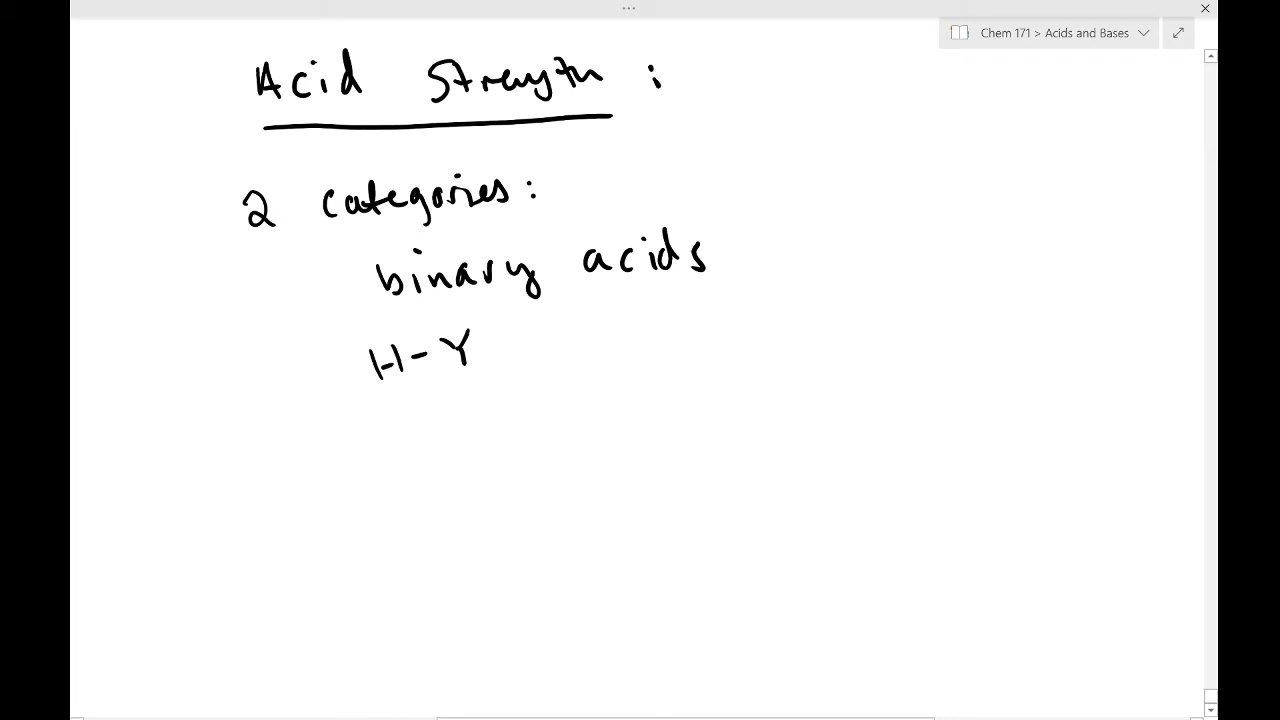 Chem 171 > Acids and Bases
Acid Strength :
2 categories:
binary acids
H-Y